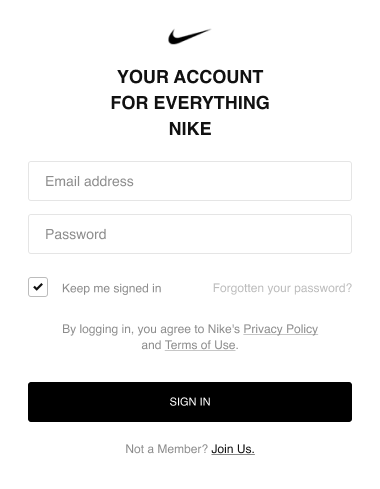 YOUR ACCOUNT
FOR EVERYTHING
NIKE
Email address
Password
Keep me signed in
Forgotten your password?
By logging in, you agree to Nike's Privacy Policy
and Terms of Use.
SIGN IN
Not a Member? Join Us.